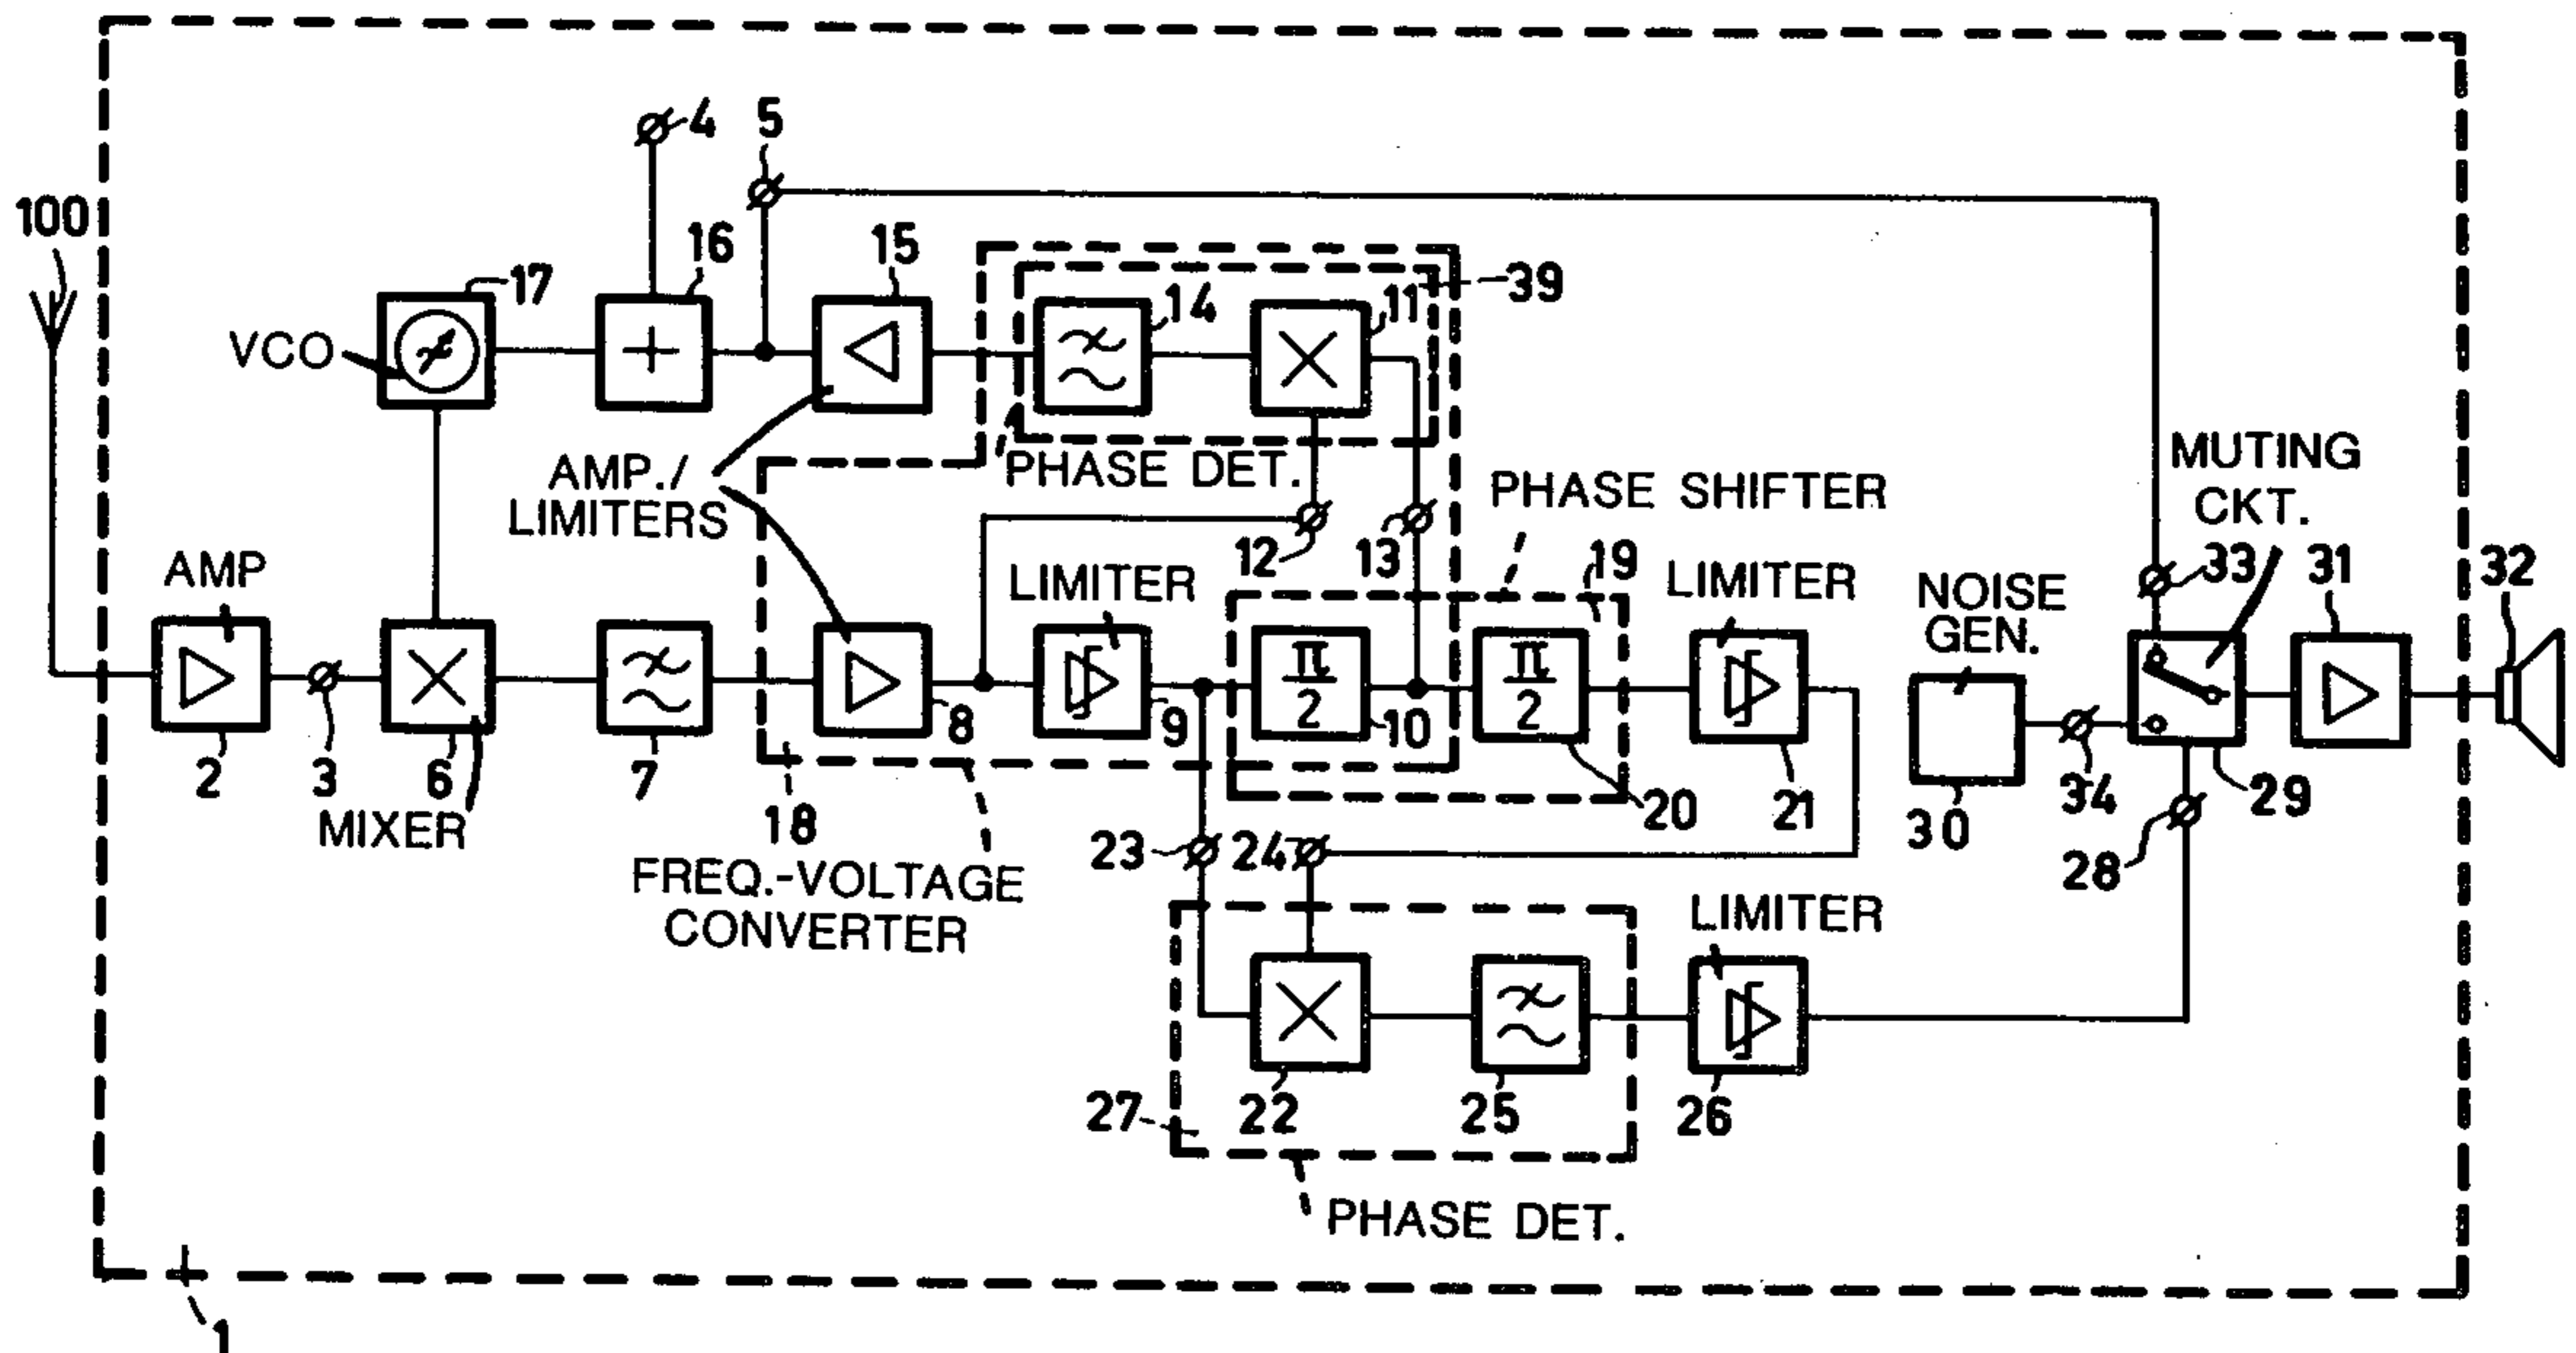 4
5
100
17
16
15
39
14
11
VCO
AMP./
LIMITERS
PHASE DET.
PHASE SHIFTER
MUTING
CKT.
12
13
19
33
31
32
AMP
LIMITER
LIMITER
NOISE
GEN.
π/2
π/2
2
3
6
7
8
9
10
20
21
30
34
29
28
MIXER
18
23
24
FREQ.-VOLTAGE
CONVERTER
LIMITER
27
22
25
26
PHASE DET.
1